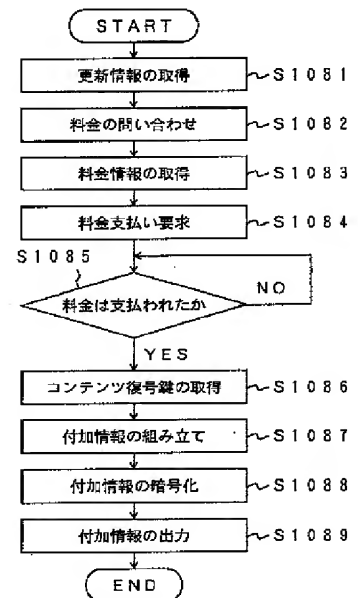 START
更新情報の取得 S1081
料金の問い合わせ S1082
料金情報の取得 S1083
料金支払い要求 S1084
S1085
料金は支払われたか NO
YES
コンテンツ復号鍵の取得 S1086
付加情報の組み立て S1087
付加情報の暗号化 S1088
付加情報の出力 S1089
END